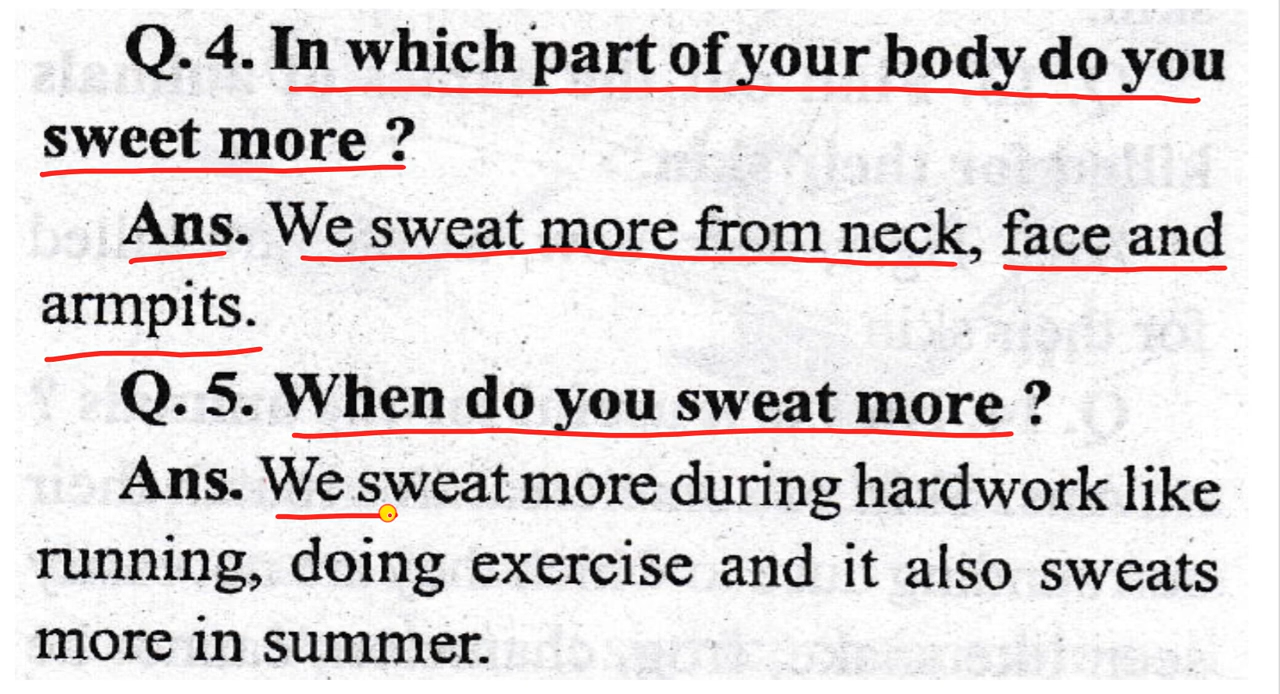 Q. 4. In which part of your body do you
sweet more ?
Ans. We sweat more from neck, face and
armpits.
Q. 5. When do you sweat more ?
Ans. We sweat more during hardwork like
running, doing exercise and it also sweats
more in summer.